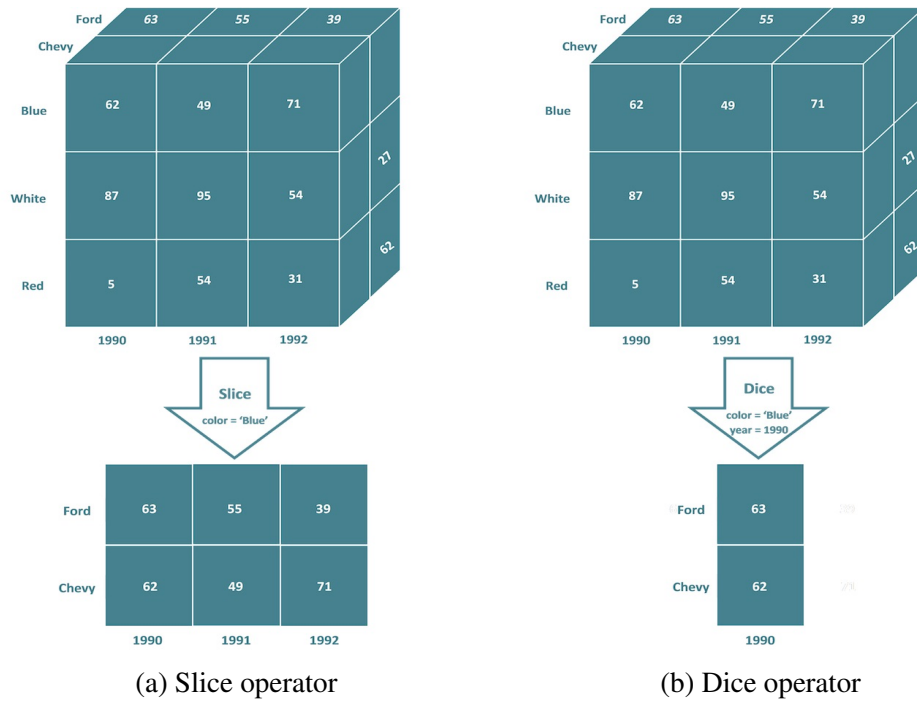 Ford 63 55 39
Chevy
Blue 62 49 71
27
White 87 95 54
62
Red 5 54 31
1990 1991 1992
Slice
color = 'Blue'
Ford 63 55 39
Chevy 62 49 71
1990 1991 1992
(a) Slice operator
Ford 63 55 39
Chevy
Blue 62 49 71
27
White 87 95 54
62
Red 5 54 31
1990 1991 1992
Dice
color = 'Blue'
year = 1990
Ford 63 39
Chevy 62 71
1990
(b) Dice operator